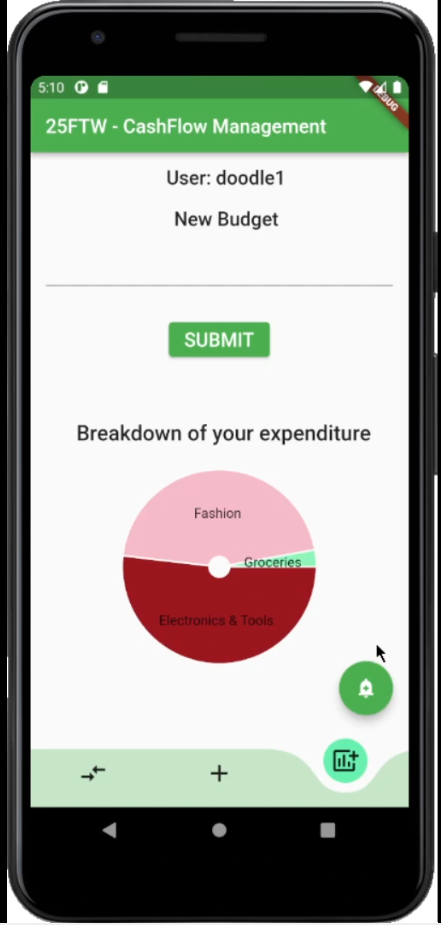 5:10
DEBUG
25FTW - CashFlow Management
User: doodle1
New Budget
SUBMIT
Breakdown of your expenditure
Fashion
Groceries
Electronics & Tools